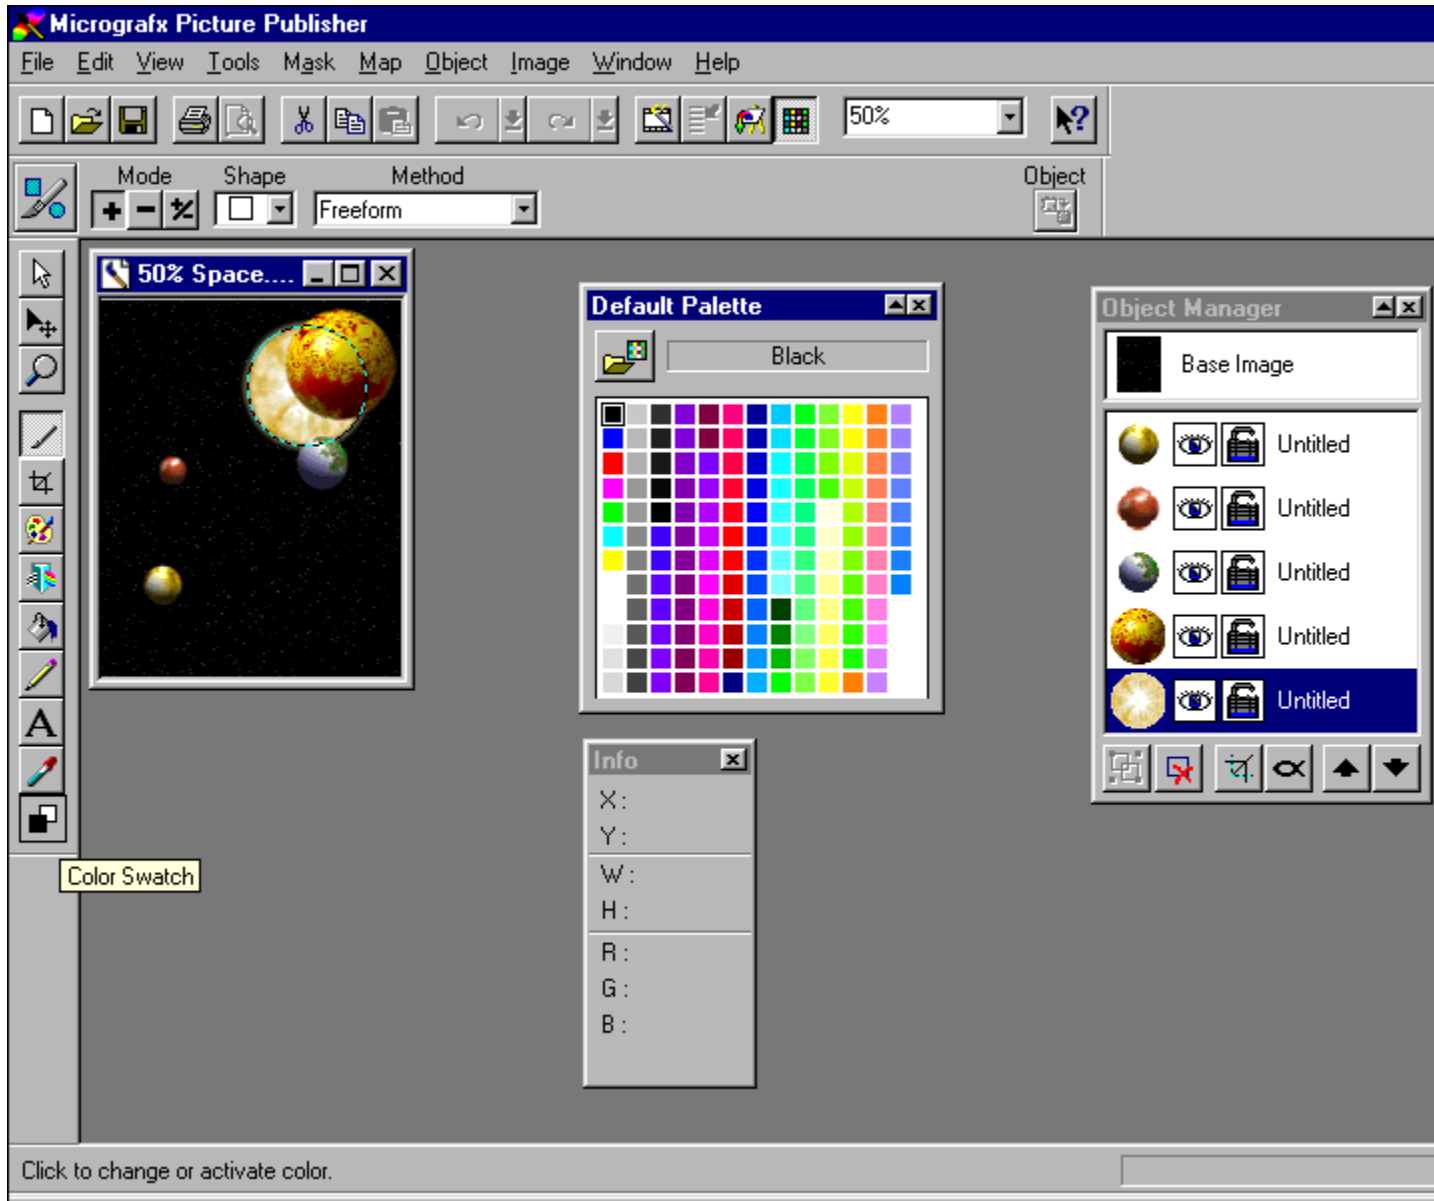 Micrografx Picture Publisher
File Edit View Tools Mask Map Object Image Window Help
50%
Mode Shape Method Object
Freeform
50% Space....
Default Palette
Black
Object Manager
Base Image
Untitled
Untitled
Untitled
Untitled
Untitled
Info
X :
Y :
W :
H :
R :
G :
B :
Color Swatch
Click to change or activate color.